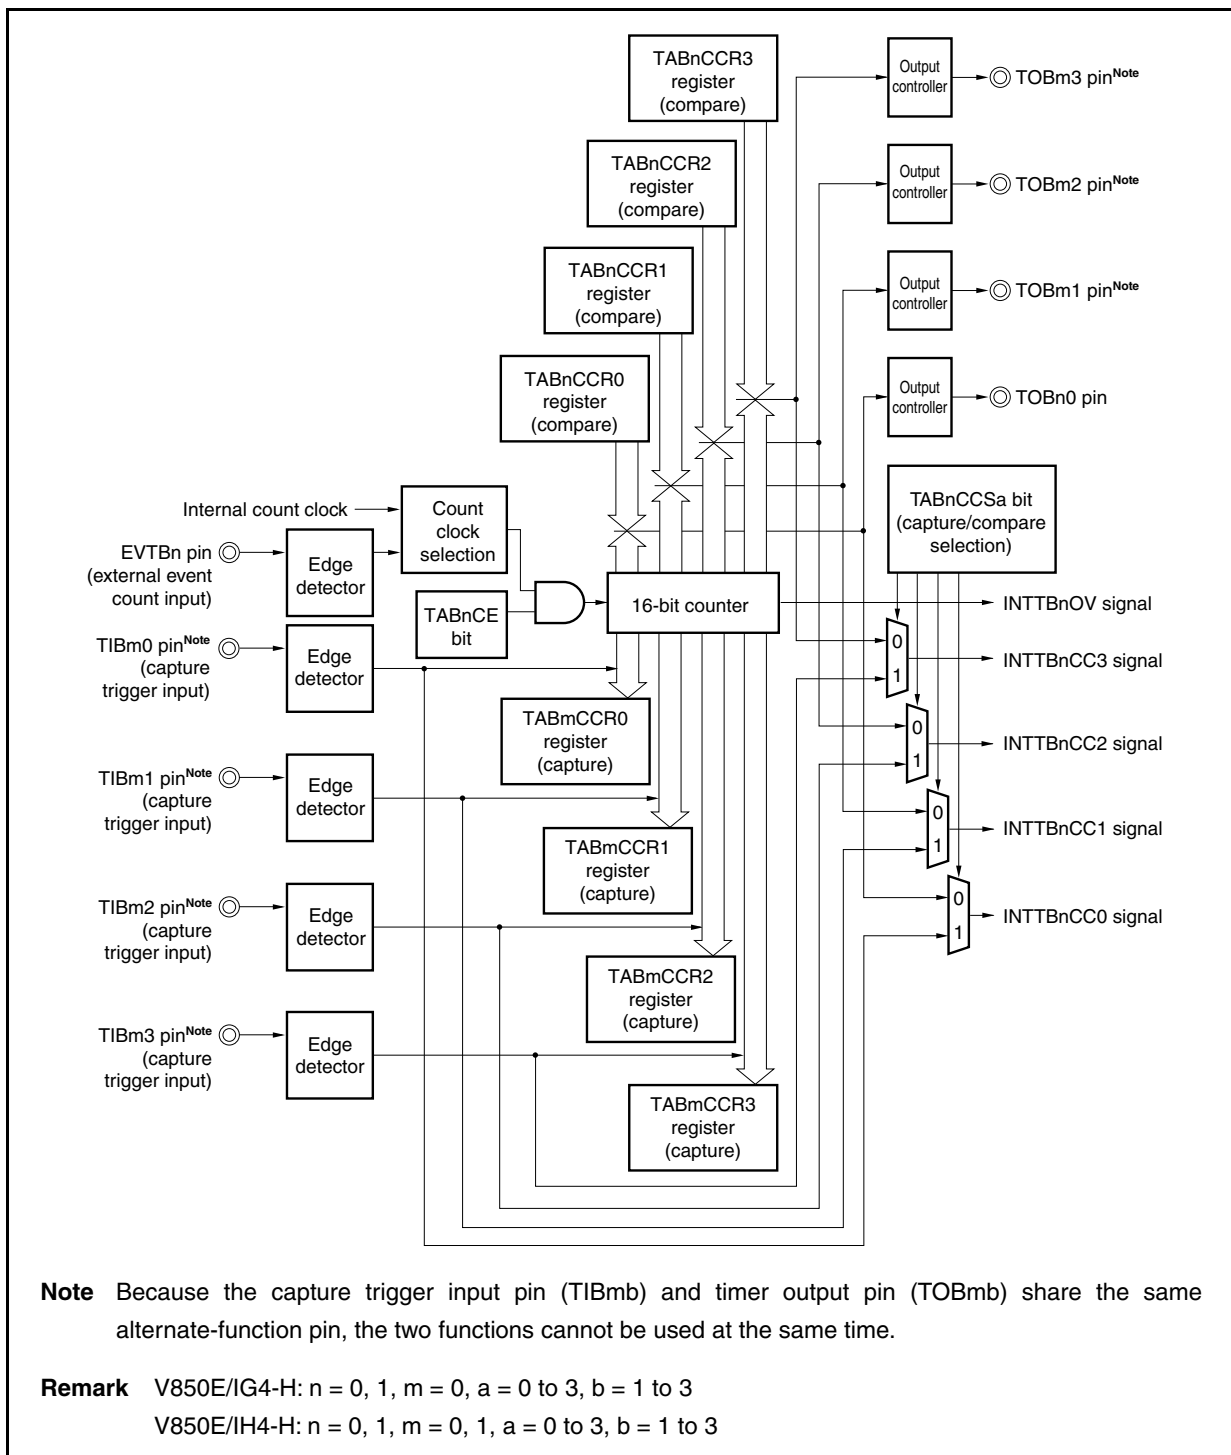 TABnCCR3
register
(compare)
Output
controller
TOBm3 pinNote
TABnCCR2
register
(compare)
Output
controller
TOBm2 pinNote
TABnCCR1
register
(compare)
Output
controller
TOBm1 pinNote
TABnCCR0
register
(compare)
Output
controller
TOBn0 pin
Internal count clock
Count
clock
selection
TABnCCSa bit
(capture/compare
selection)
EVTBn pin
(external event
count input)
Edge
detector
TABnCE
bit
16-bit counter
INTTBnOV signal
TIBm0 pinNote
(capture
trigger input)
Edge
detector
0
1
INTTBnCC3 signal
TABmCCR0
register
(capture)
0
1
INTTBnCC2 signal
TIBm1 pinNote
(capture
trigger input)
Edge
detector
TABmCCR1
register
(capture)
0
1
INTTBnCC1 signal
TIBm2 pinNote
(capture
trigger input)
Edge
detector
0
1
INTTBnCC0 signal
TABmCCR2
register
(capture)
TIBm3 pinNote
(capture
trigger input)
Edge
detector
TABmCCR3
register
(capture)
Note Because the capture trigger input pin (TIBmb) and timer output pin (TOBmb) share the same
alternate-function pin, the two functions cannot be used at the same time.
Remark V850E/IG4-H: n = 0, 1, m = 0, a = 0 to 3, b = 1 to 3
V850E/IH4-H: n = 0, 1, m = 0, 1, a = 0 to 3, b = 1 to 3